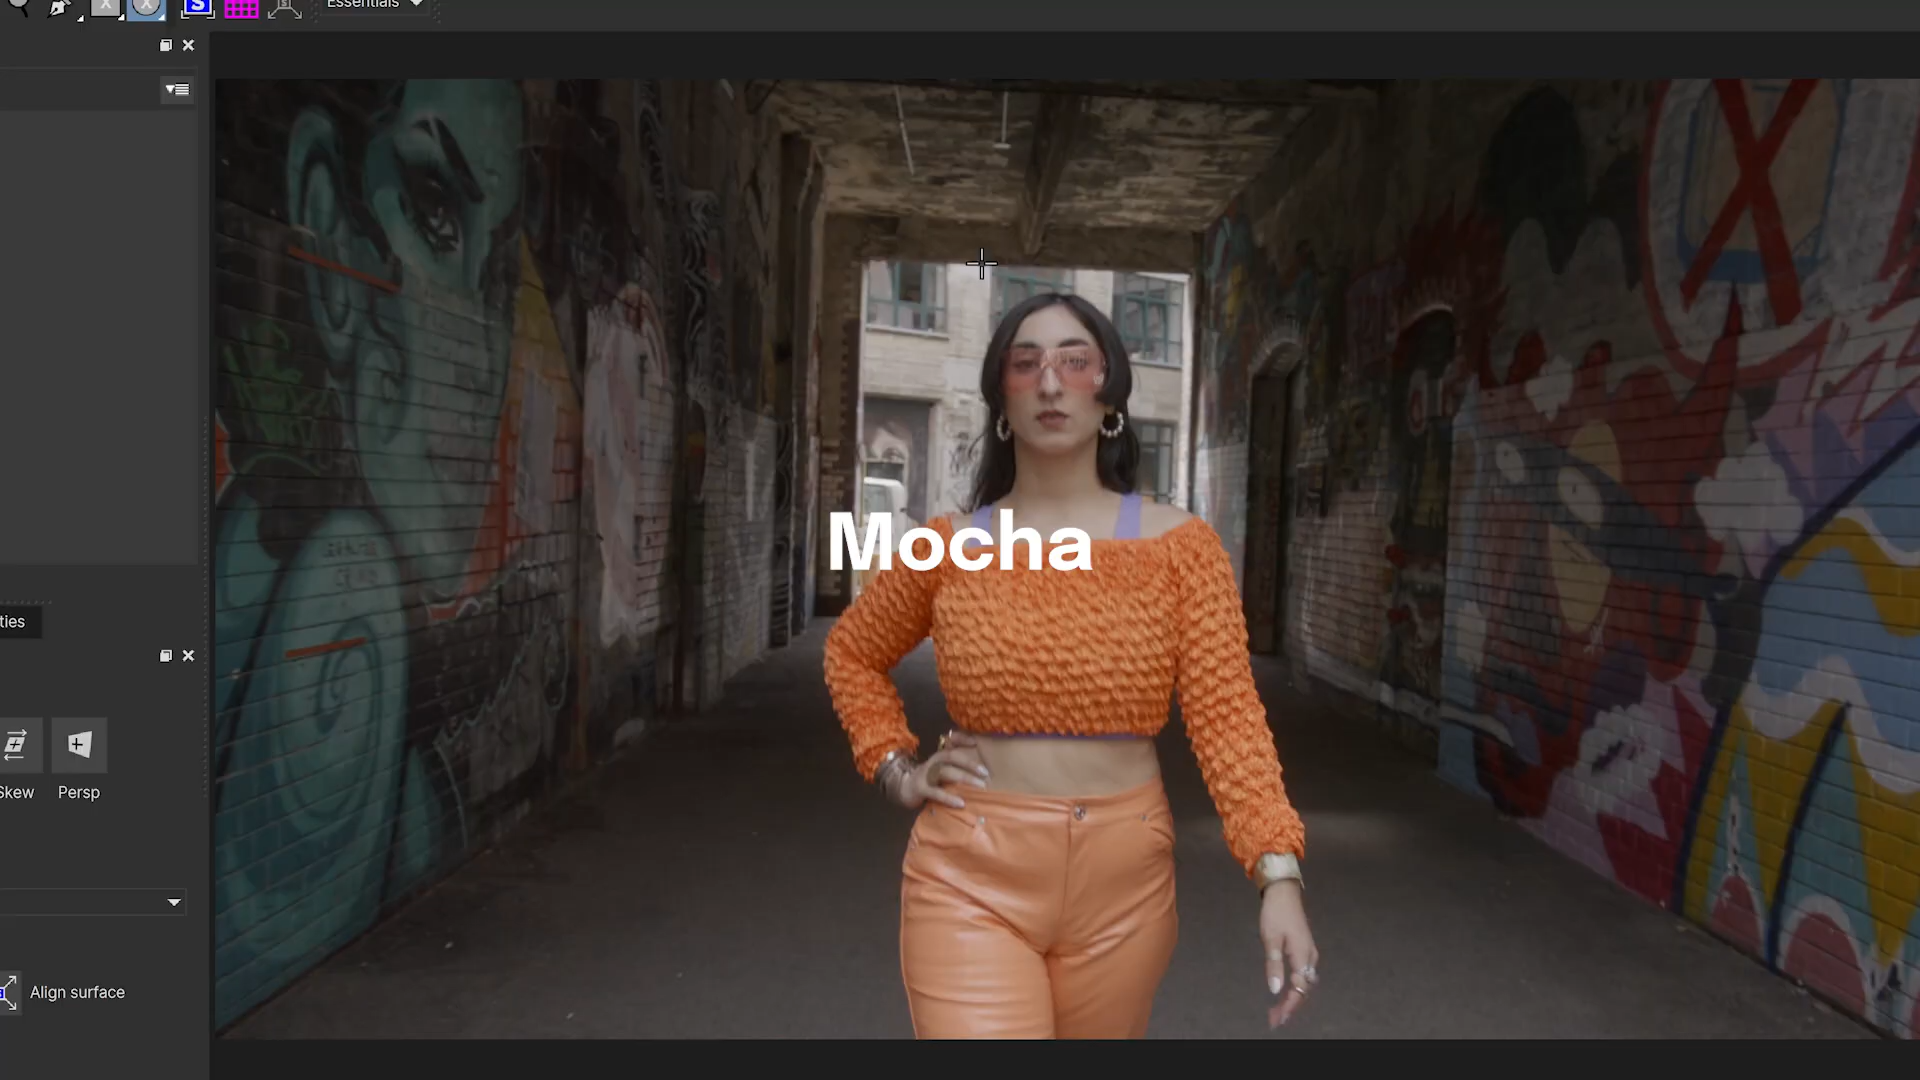 Essentials
Mocha
ties
Skew
Persp
Align surface